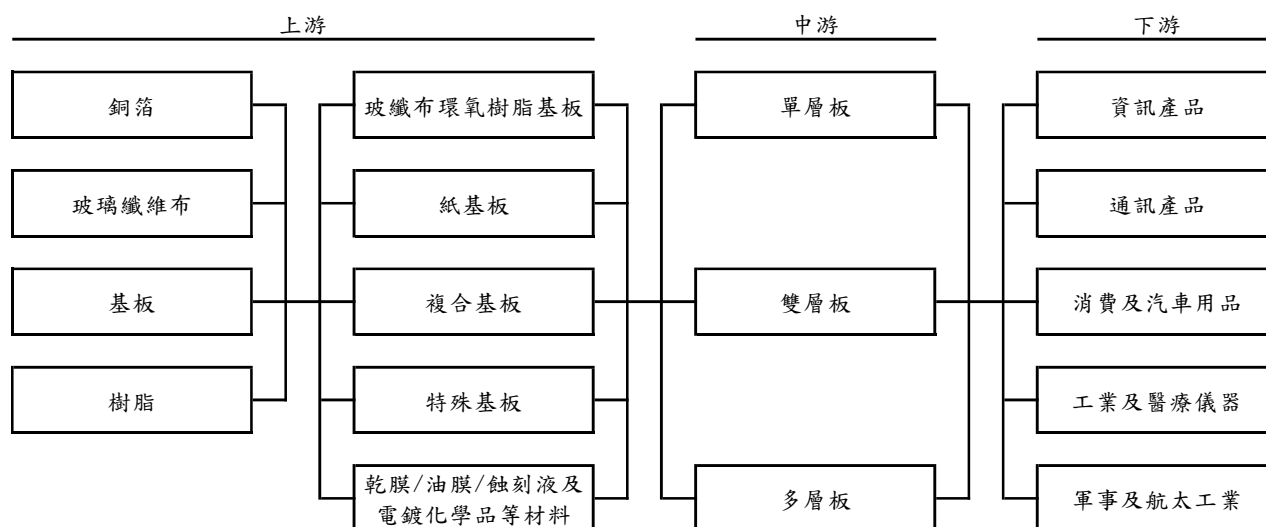 上游
中游
下游
銅箔
玻纖布環氧樹脂基板
單層板
資訊產品
玻璃纖維布
紙基板
通訊產品
基板
複合基板
雙層板
消費及汽車用品
樹脂
特殊基板
工業及醫療儀器
乾膜/油膜/蝕刻液及
電鍍化學品等材料
多層板
軍事及航太工業